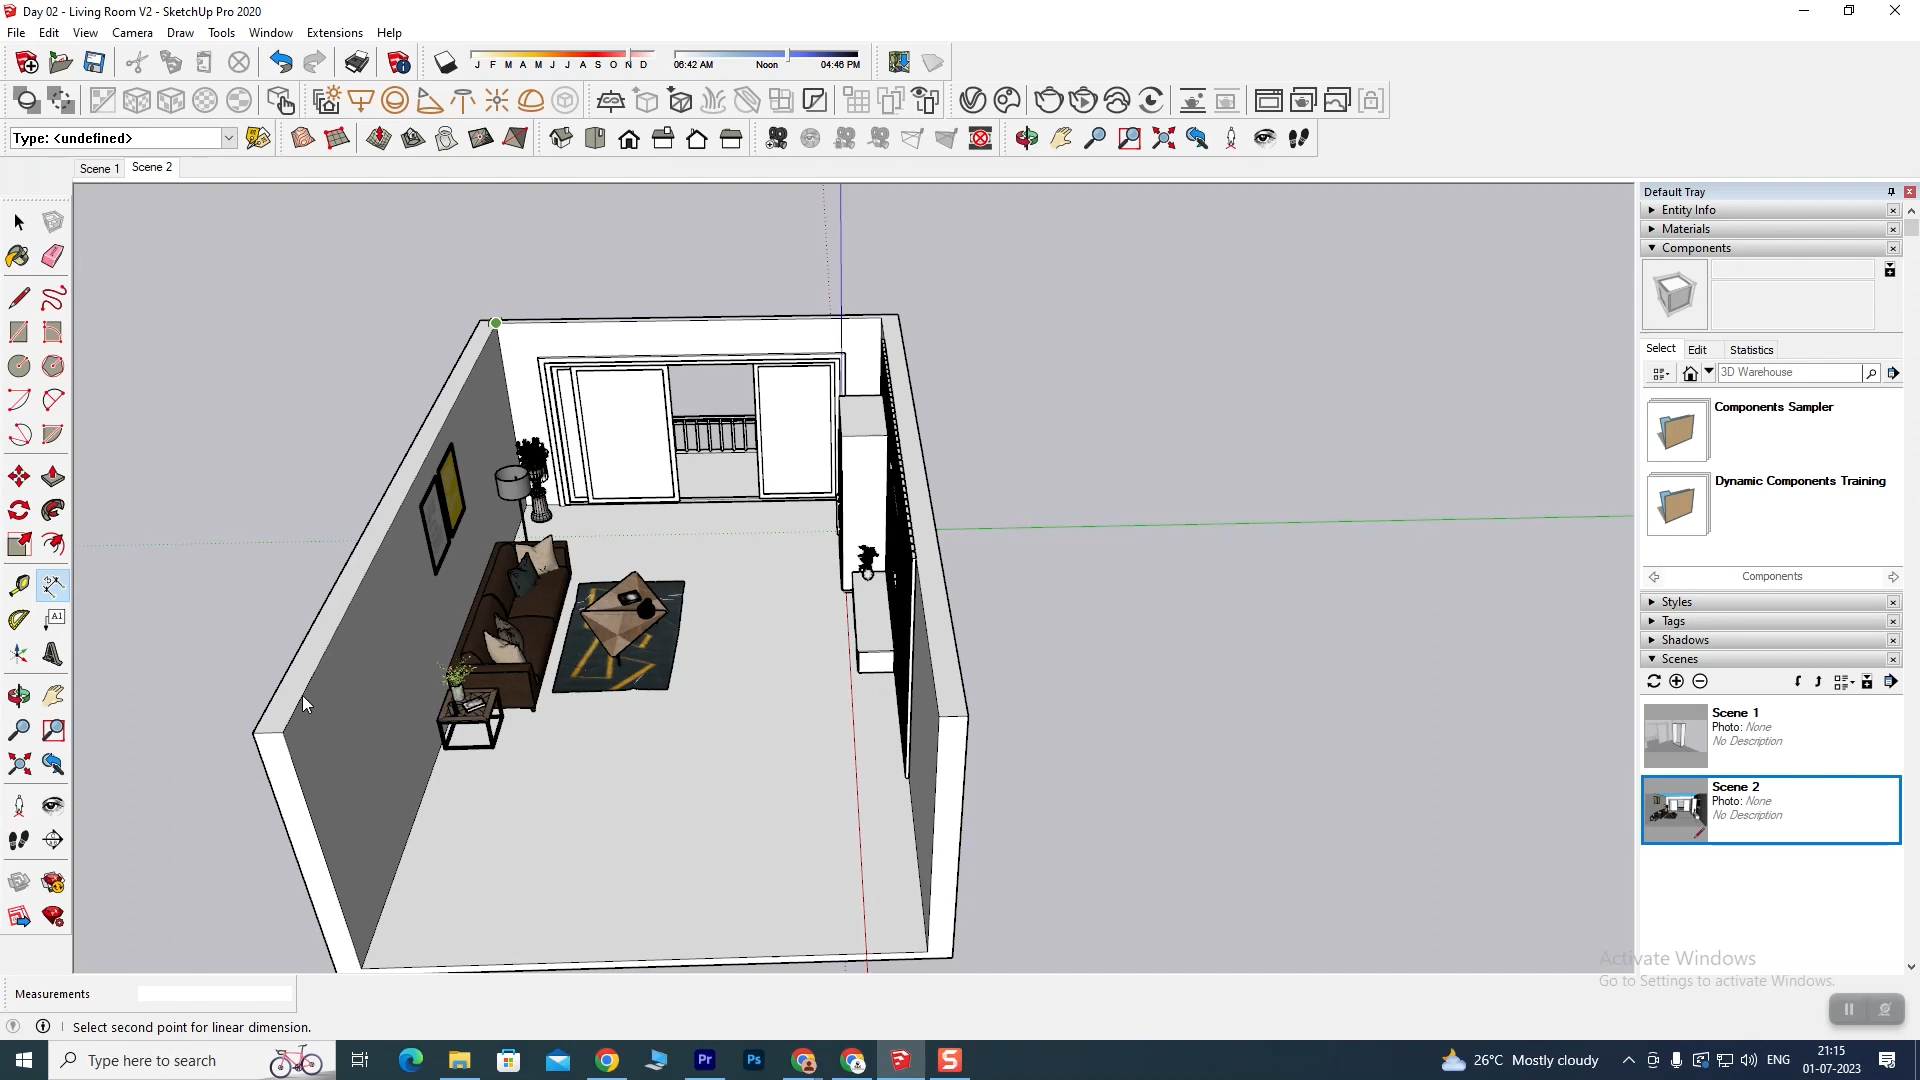 Day 02 - Living Room V2 - SketchUp Pro 2020
File Edit View Camera Draw Tools Window Extensions Help
J F M A M J J A S O N D 06:42 AM Noon 04:46 PM
Type: <undefined>
Scene 1 Scene 2
Default Tray
Entity Info
Materials
Components
Select Edit Statistics
3D Warehouse
Components Sampler
Dynamic Components Training
Components
Styles
Tags
Shadows
Scenes
Scene 1
Photo: None
No Description
Scene 2
Photo: None
No Description
Activate Windows
Go to Settings to activate Windows.
Measurements
Select second point for linear dimension.
Type here to search
Pr
Ps
S
26°C Mostly cloudy
ENG
21:15
01-07-2023
A1